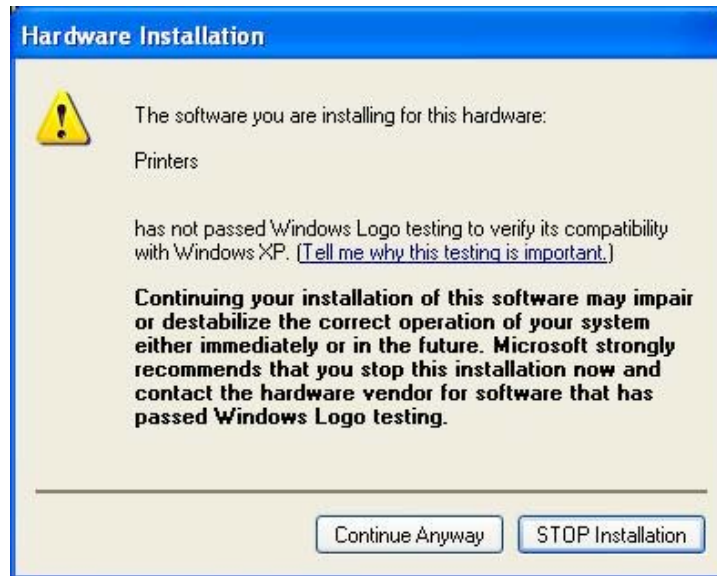 Hardware Installation
The software you are installing for this hardware:
Printers
has not passed Windows Logo testing to verify its compatibility
with Windows XP. (Tell me why this testing is important.)
Continuing your installation of this software may impair
or destabilize the correct operation of your system
either immediately or in the future. Microsoft strongly
recommends that you stop this installation now and
contact the hardware vendor for software that has
passed Windows Logo testing.
Continue Anyway
STOP Installation